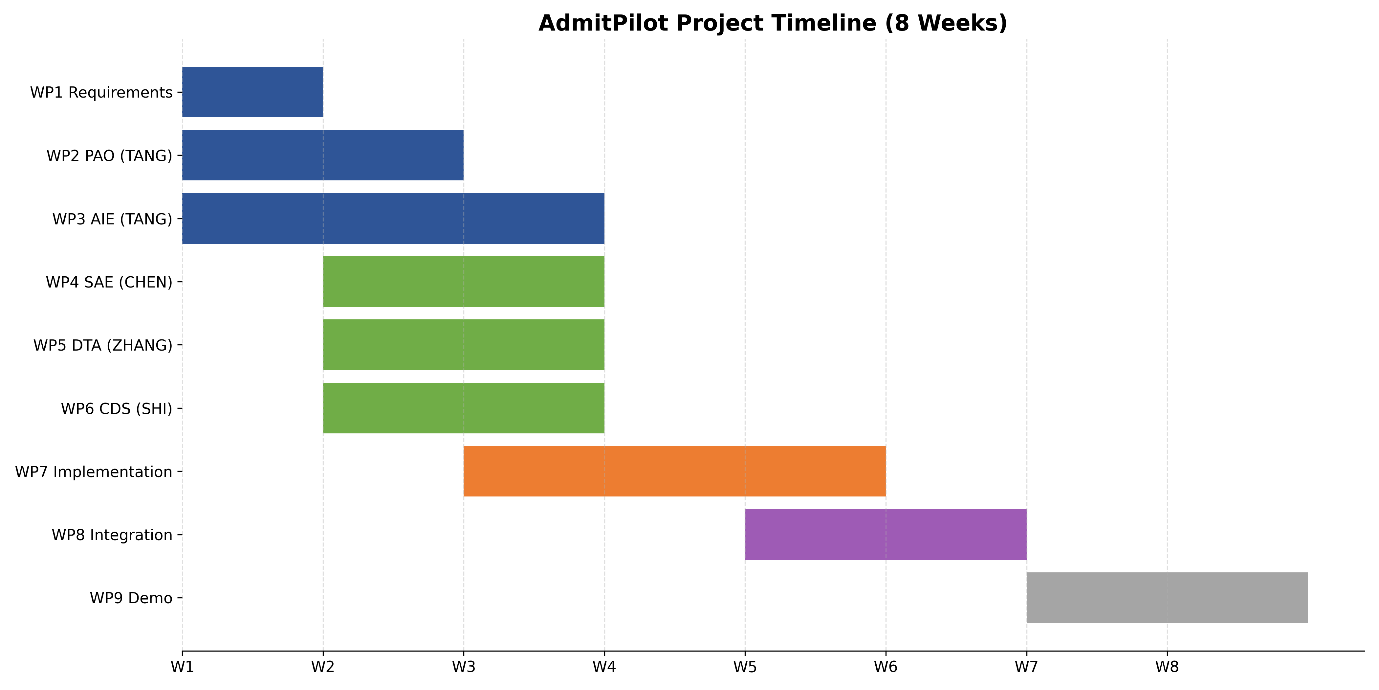 AdmitPilot Project Timeline (8 Weeks)
WP1 Requirements
WP2 PAO (TANG)
WP3 AIE (TANG)
WP4 SAE (CHEN)
WP5 DTA (ZHANG)
WP6 CDS (SHI)
WP7 Implementation
WP8 Integration
WP9 Demo
W1 W2 W3 W4 W5 W6 W7 W8